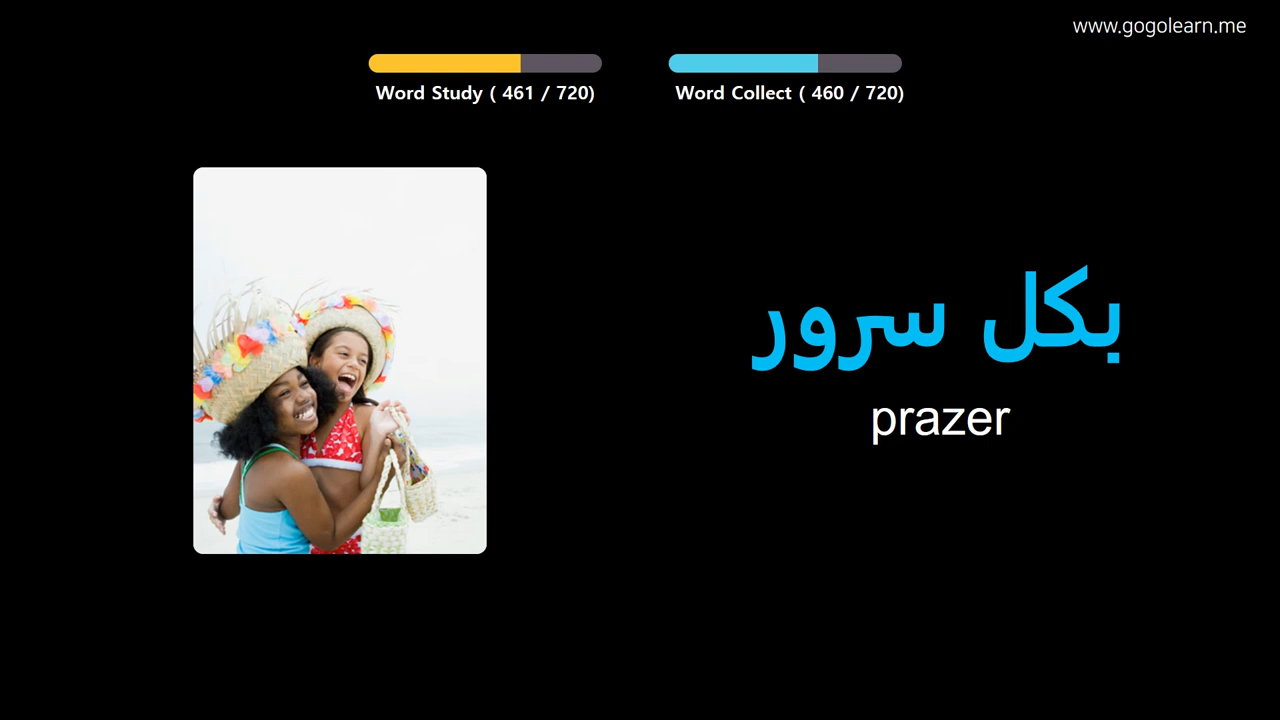 www.gogolearn.me
Word Study ( 461 / 720)
Word Collect ( 460 / 720)
بكل سرور
prazer